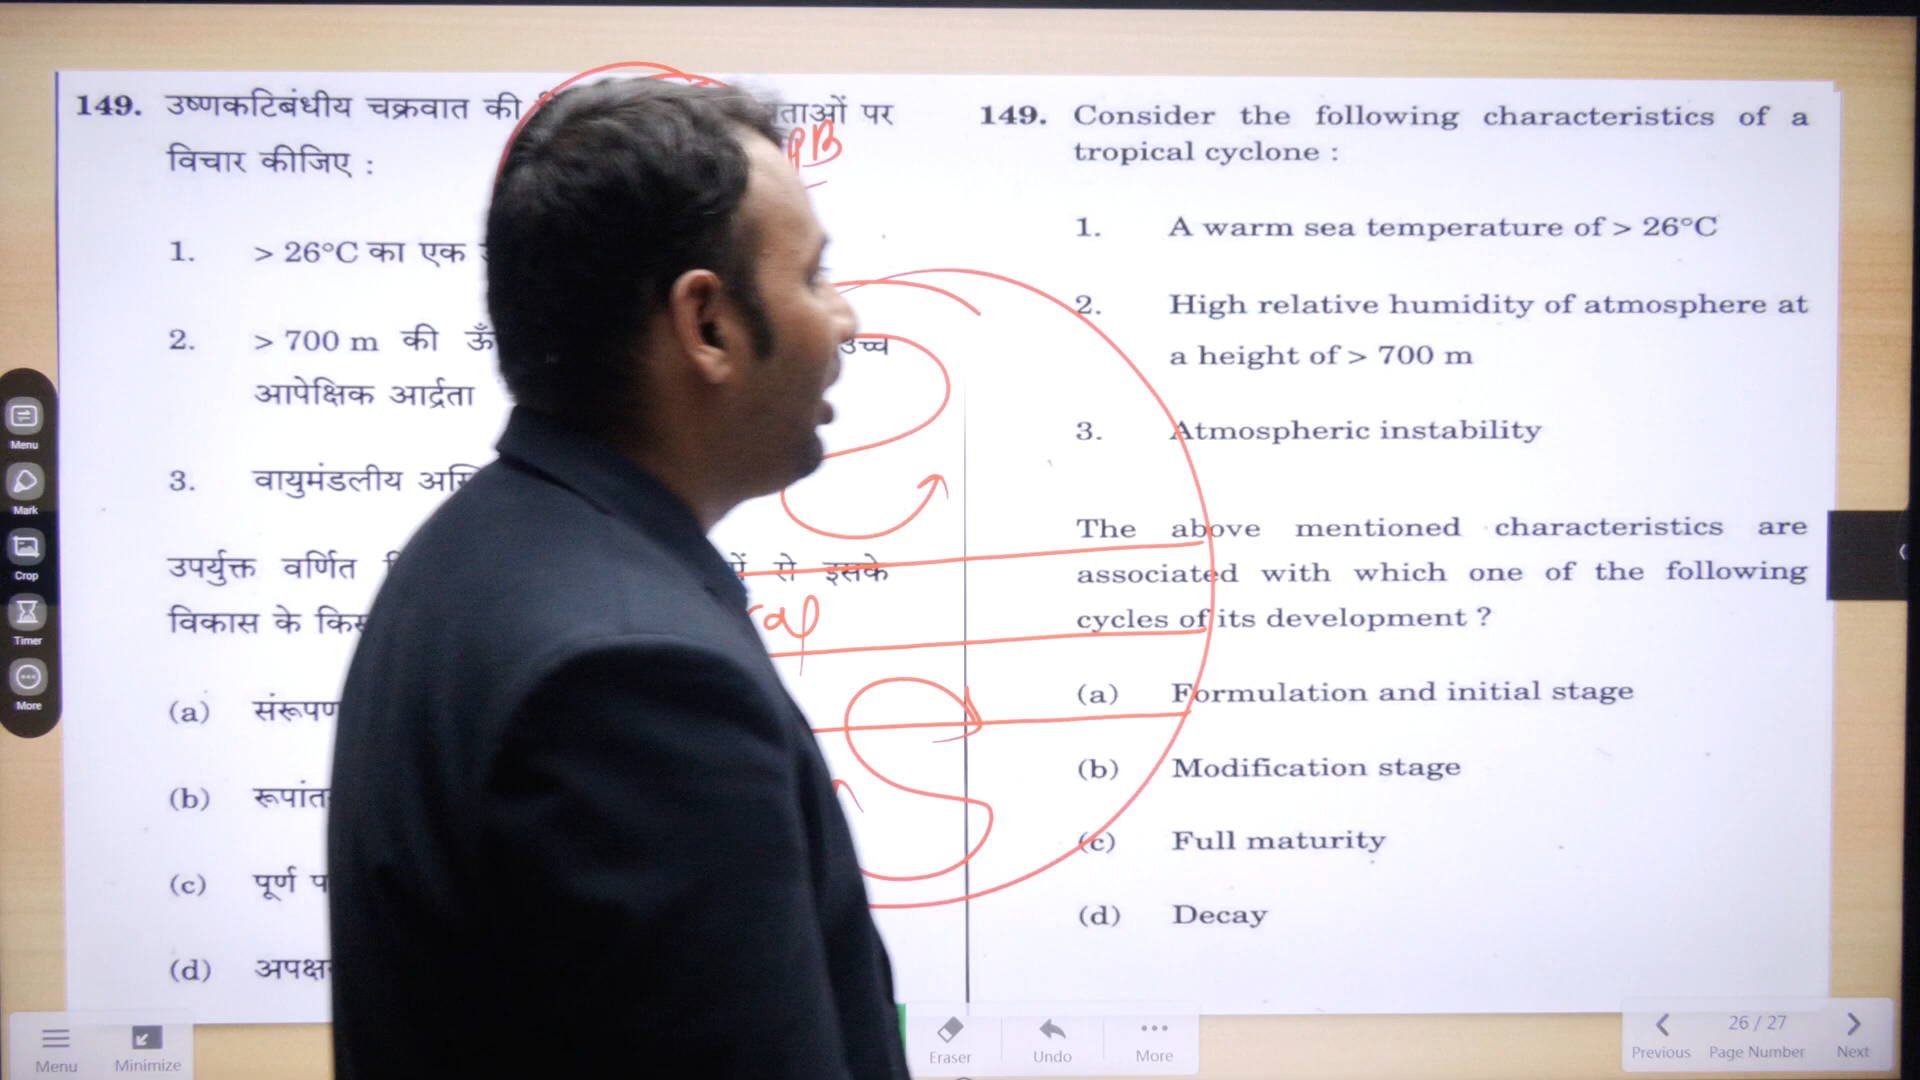 149. उष्णकटिबंधीय चक्रवात की
ताओं पर
विचार कीजिए :
PB
1. > 26°C का एक
2. > 700 m की
उच्च
आपेक्षिक आर्द्रता
3. वायुमंडलीय
उपर्युक्त वर्णित
में से इसके
विकास के
(a) संरूपण
(b)
(c) पूर्ण
(d)
149. Consider the following characteristics of a
tropical cyclone :
1. A warm sea temperature of > 26°C
2. High relative humidity of atmosphere at
a height of > 700 m
3. Atmospheric instability
The above mentioned characteristics are
associated with which one of the following
cycles of its development ?
(a) Formulation and initial stage
(b) Modification stage
(c) Full maturity
(d) Decay
Menu
Mark
Crop
Timer
More
Menu
Minimize
Eraser
Undo
More
26 / 27
Previous
Page Number
Next